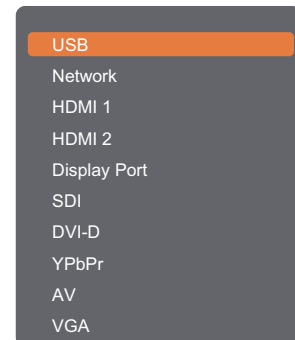 USB
Network
HDMI 1
HDMI 2
Display Port
SDI
DVI-D
YPbPr
AV
VGA